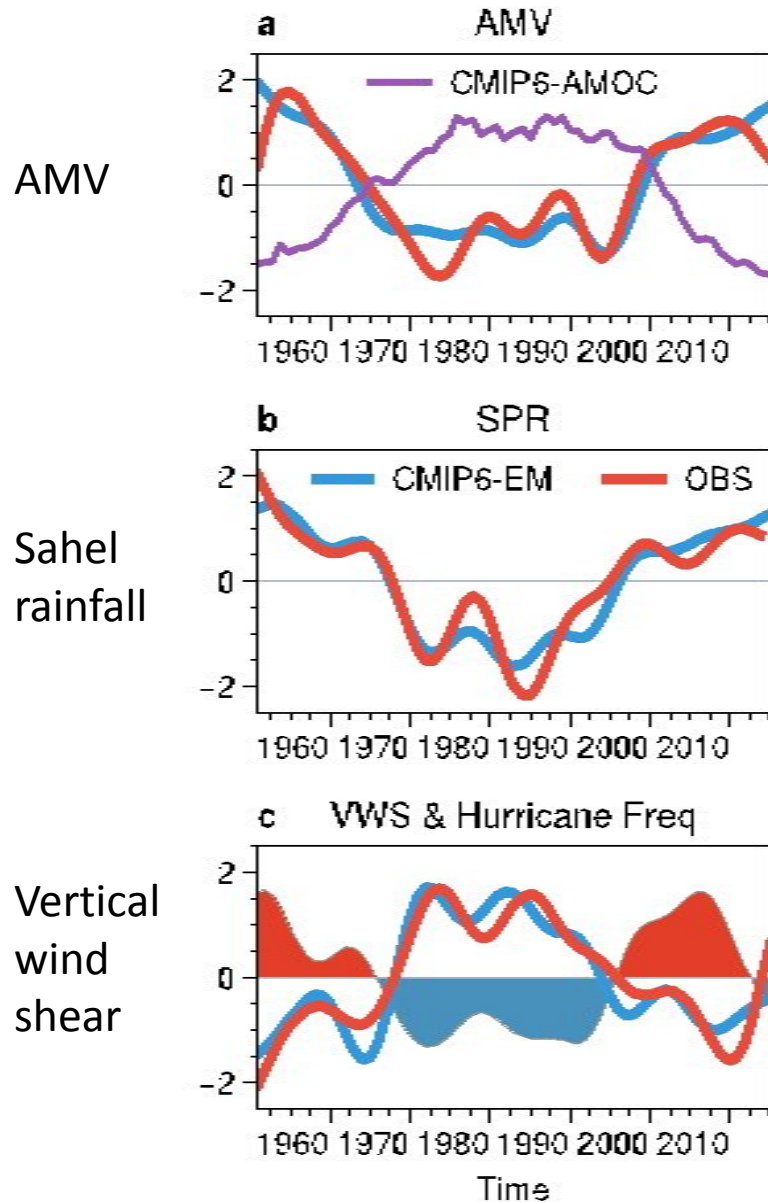 a AMV
2
CMIP6-AMOC
AMV
0
−2
1960 1970 1980 1990 2000 2010
b SPR
2
CMIP6-EM OBS
Sahel
rainfall
0
−2
1960 1970 1980 1990 2000 2010
c VWS & Hurricane Freq
2
Vertical
wind
shear
0
−2
1960 1970 1980 1990 2000 2010
Time